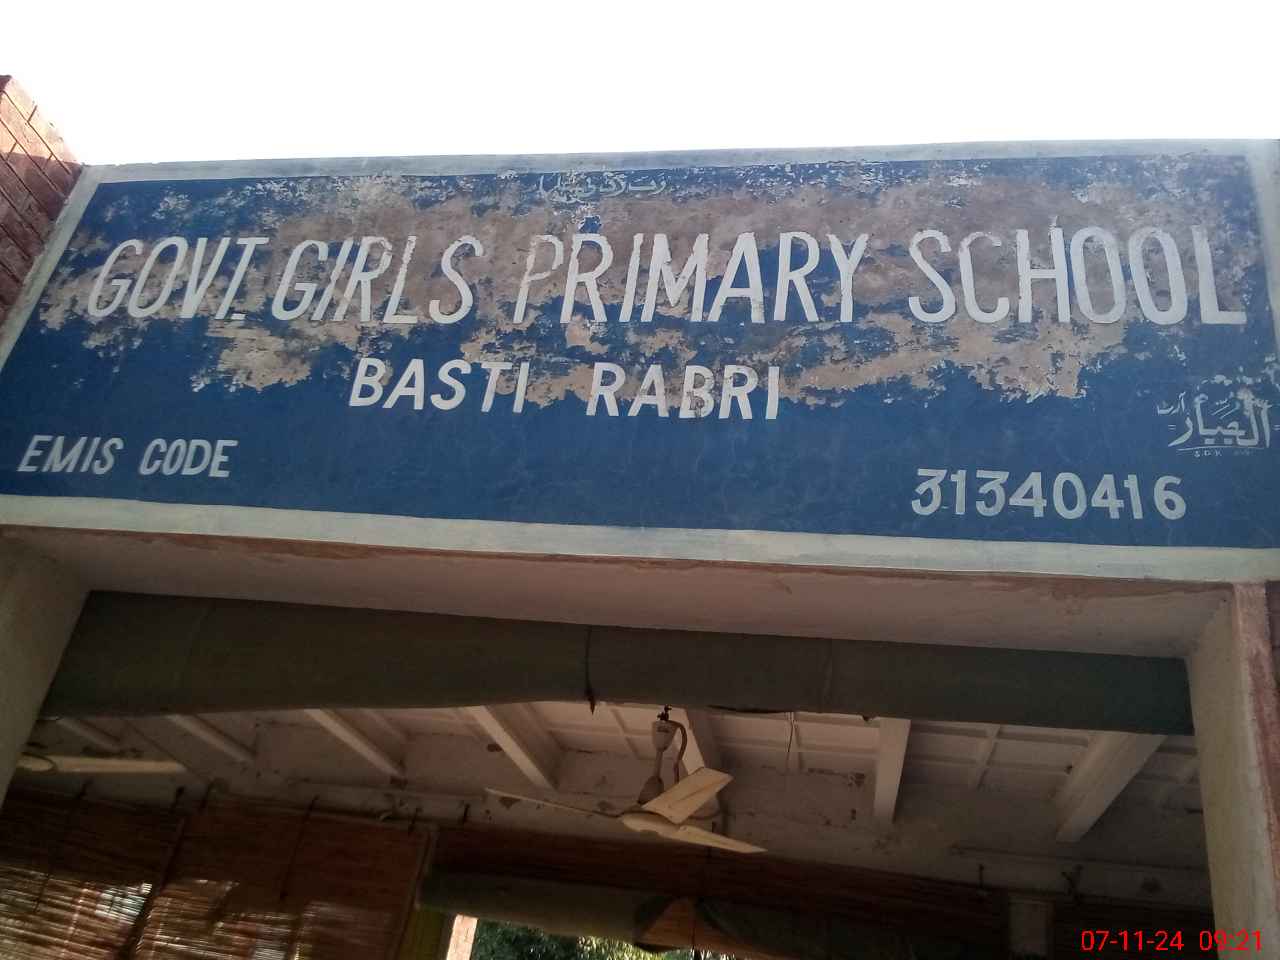 GOVT. GIRLS PRIMARY SCHOOL
BASTI RABRI
EMIS CODE 31340416
07-11-24 09:21